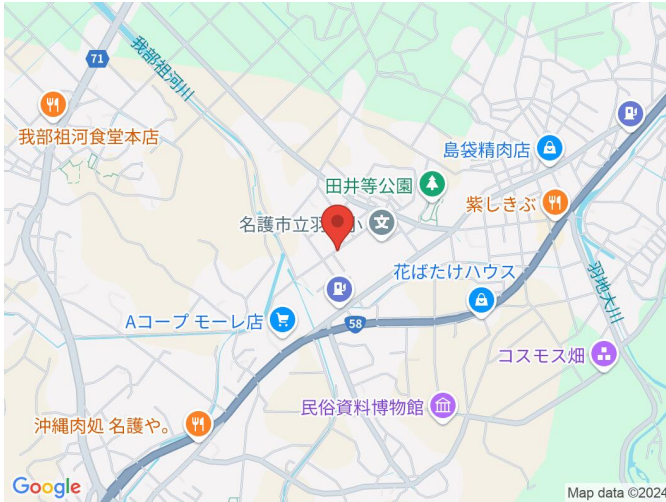 71
我部祖河川
我部祖河食堂本店
島袋精肉店
田井等公園
紫しきぶ
名護市立羽
小
花ばたけハウス
羽地大川
Aコープ モーレ店
58
コスモス畑
民俗資料博物館
沖縄肉処 名護や。
文
Google
Map data ©2024